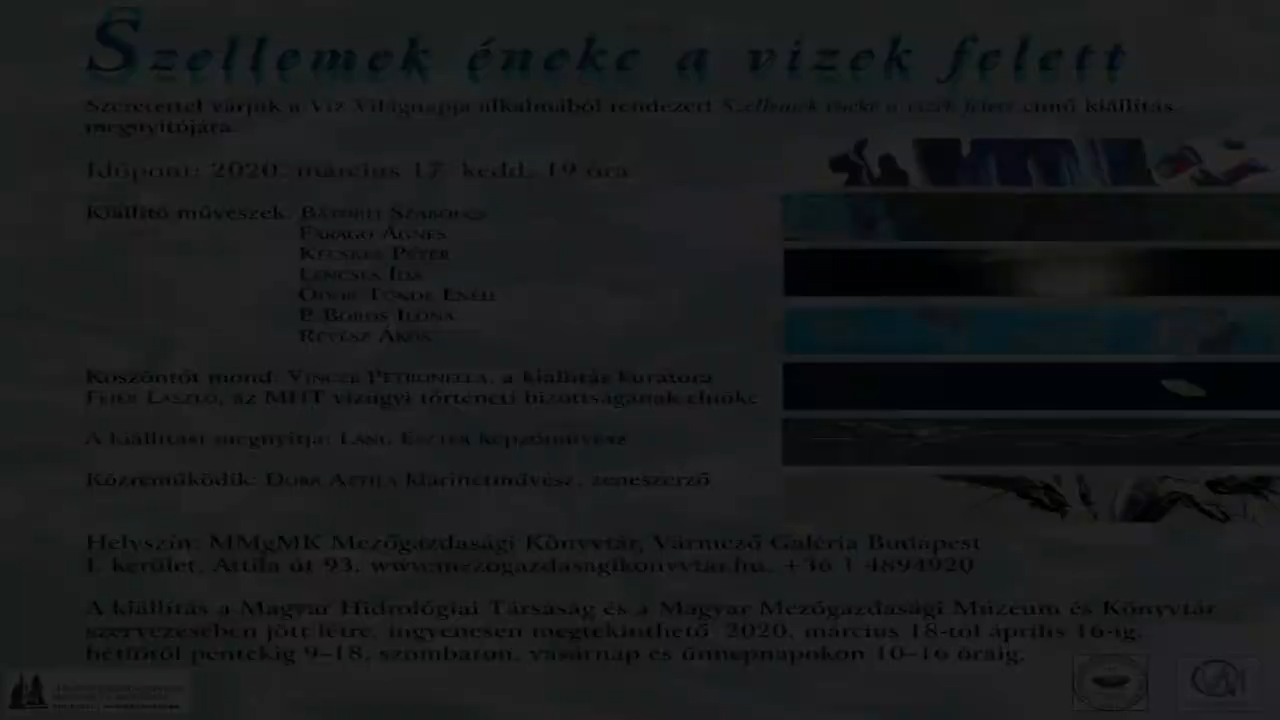 Szellemek éneke a vizek felett
Szeretettel várjuk a Víz Világnapja alkalmából rendezett Szellemek éneke a vizek felett című kiállítás
megnyitójára.
Időpont: 2020. március 17. kedd, 19 óra
Kiállító művészek: Bátorfi Szabolcs
Faragó Ágnes
Kecskés Péter
Lencsés Ida
Tünde Enéh
P. Boros Ilona
Révész Ákos
Köszöntőt mond: Vincze Petronella, a kiállítás kurátora
Fejér László, az MHT vízügyi történeti bizottságának elnöke
A kiállítást megnyitja: Láng Eszter képzőművész
Közreműködik: Dobr Attila klarinétművész, zeneszerző
Helyszín: MMgMK Mezőgazdasági Könyvtár, Vármező Galéria Budapest
I. kerület, Attila út 93. www.mezogazdasagikonyvtar.hu, +36 1 4894920
A kiállítás a Magyar Hidrológiai Társaság és a Magyar Mezőgazdasági Múzeum és Könyvtár
szervezésében jött létre, ingyenesen megtekinthető: 2020. március 18-tól április 16-ig,
hétfőtől péntekig 9–18, szombaton, vasárnap és ünnepnapokon 10–16 óráig.